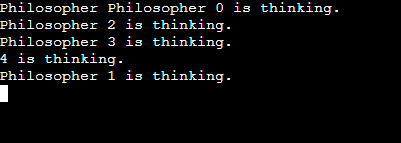 Philosopher Philosopher 0 is thinking.
Philosopher 2 is thinking.
Philosopher 3 is thinking.
4 is thinking.
Philosopher 1 is thinking.